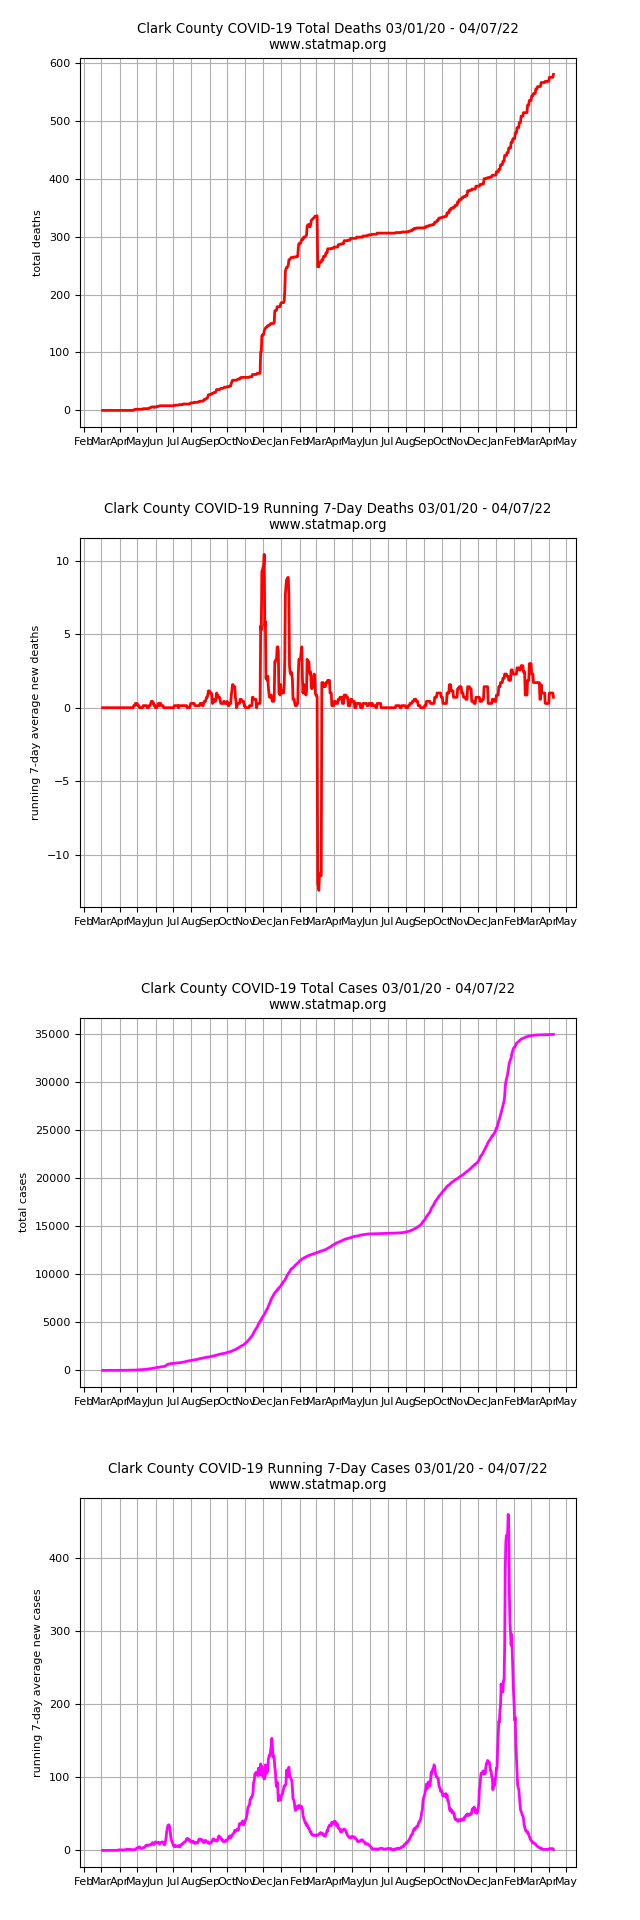 Clark County COVID-19 Total Deaths 03/01/20 - 04/07/22
www.statmap.org
600
500
400
300
200
100
0
total deaths
Feb Mar Apr May Jun Jul Aug Sep Oct Nov Dec Jan Feb Mar Apr May Jun Jul Aug Sep Oct Nov Dec Jan Feb Mar Apr May
Clark County COVID-19 Running 7-Day Deaths 03/01/20 - 04/07/22
www.statmap.org
10
5
0
−5
−10
running 7-day average new deaths
Feb Mar Apr May Jun Jul Aug Sep Oct Nov Dec Jan Feb Mar Apr May Jun Jul Aug Sep Oct Nov Dec Jan Feb Mar Apr May
Clark County COVID-19 Total Cases 03/01/20 - 04/07/22
www.statmap.org
35000
30000
25000
20000
15000
10000
5000
0
total cases
Feb Mar Apr May Jun Jul Aug Sep Oct Nov Dec Jan Feb Mar Apr May Jun Jul Aug Sep Oct Nov Dec Jan Feb Mar Apr May
Clark County COVID-19 Running 7-Day Cases 03/01/20 - 04/07/22
www.statmap.org
400
300
200
100
0
running 7-day average new cases
Feb Mar Apr May Jun Jul Aug Sep Oct Nov Dec Jan Feb Mar Apr May Jun Jul Aug Sep Oct Nov Dec Jan Feb Mar Apr May